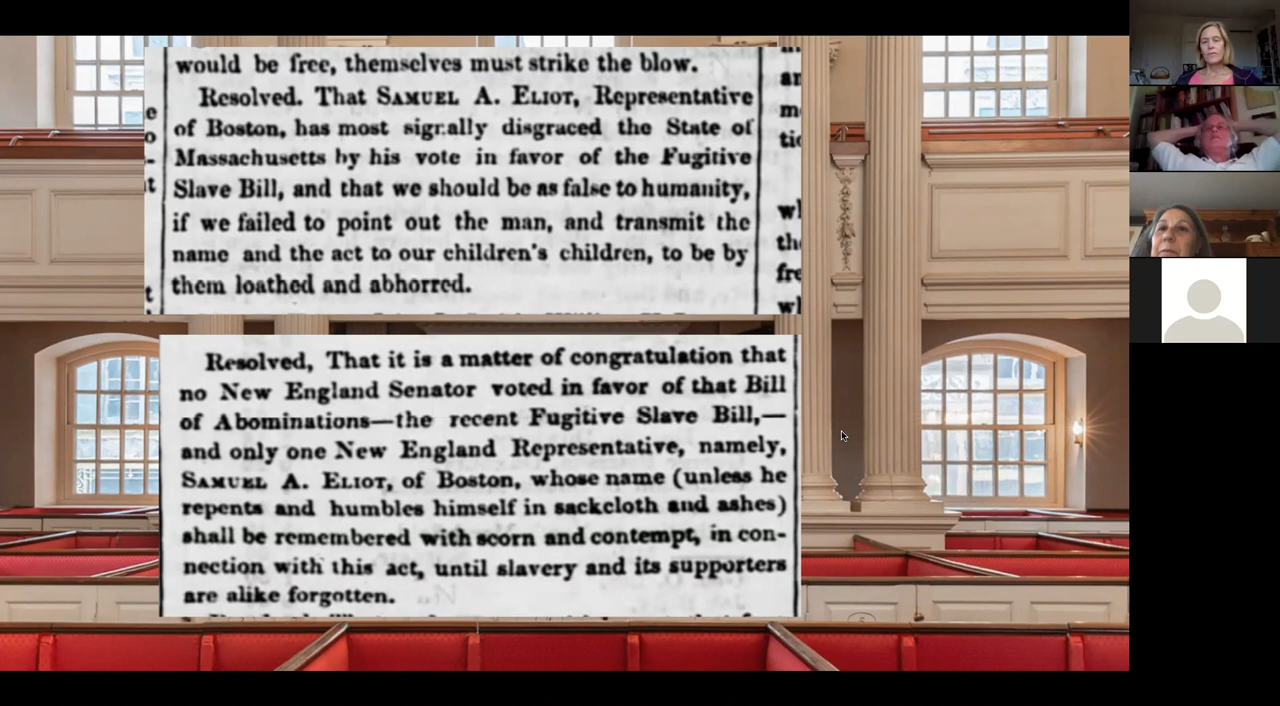 would be free, themselves must strike the blow.
Resolved. That SAMUEL A. ELIOT, Representative
of Boston, has most signally disgraced the State of
Massachusetts by his vote in favor of the Fugitive
Slave Bill, and that we should be as false to humanity,
if we failed to point out the man, and transmit the
name and the act to our children's children, to be by
them loathed and abhorred.
Resolved, That it is a matter of congratulation that
no New England Senator voted in favor of that Bill
of Abominations—the recent Fugitive Slave Bill,—
and only one New England Representative, namely,
SAMUEL A. ELIOT, of Boston, whose name (unless he
repents and humbles himself in sackcloth and ashes)
shall be remembered with scorn and contempt, in con-
nection with this act, until slavery and its supporters
are alike forgotten.